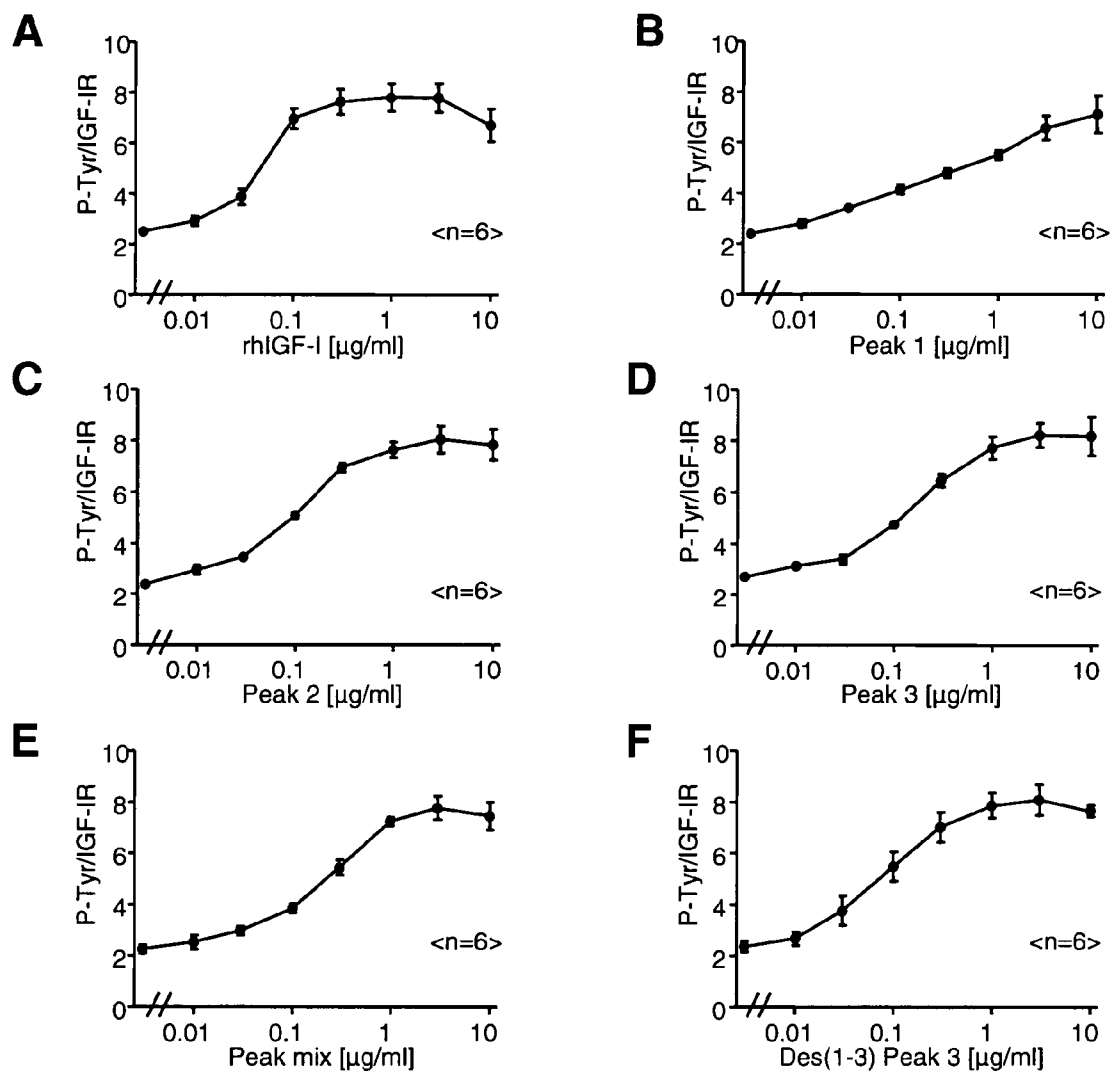 A
P-Tyr/IGF-IR
10
8
6
4
2
0
<n=6>
0.01 0.1 1 10
rhIGF-I [µg/ml]
B
P-Tyr/IGF-IR
10
8
6
4
2
0
<n=6>
0.01 0.1 1 10
Peak 1 [µg/ml]
C
P-Tyr/IGF-IR
10
8
6
4
2
0
<n=6>
0.01 0.1 1 10
Peak 2 [µg/ml]
D
P-Tyr/IGF-IR
10
8
6
4
2
0
<n=6>
0.01 0.1 1 10
Peak 3 [µg/ml]
E
P-Tyr/IGF-IR
10
8
6
4
2
0
<n=6>
0.01 0.1 1 10
Peak mix [µg/ml]
F
P-Tyr/IGF-IR
10
8
6
4
2
0
<n=6>
0.01 0.1 1 10
Des(1-3) Peak 3 [µg/ml]